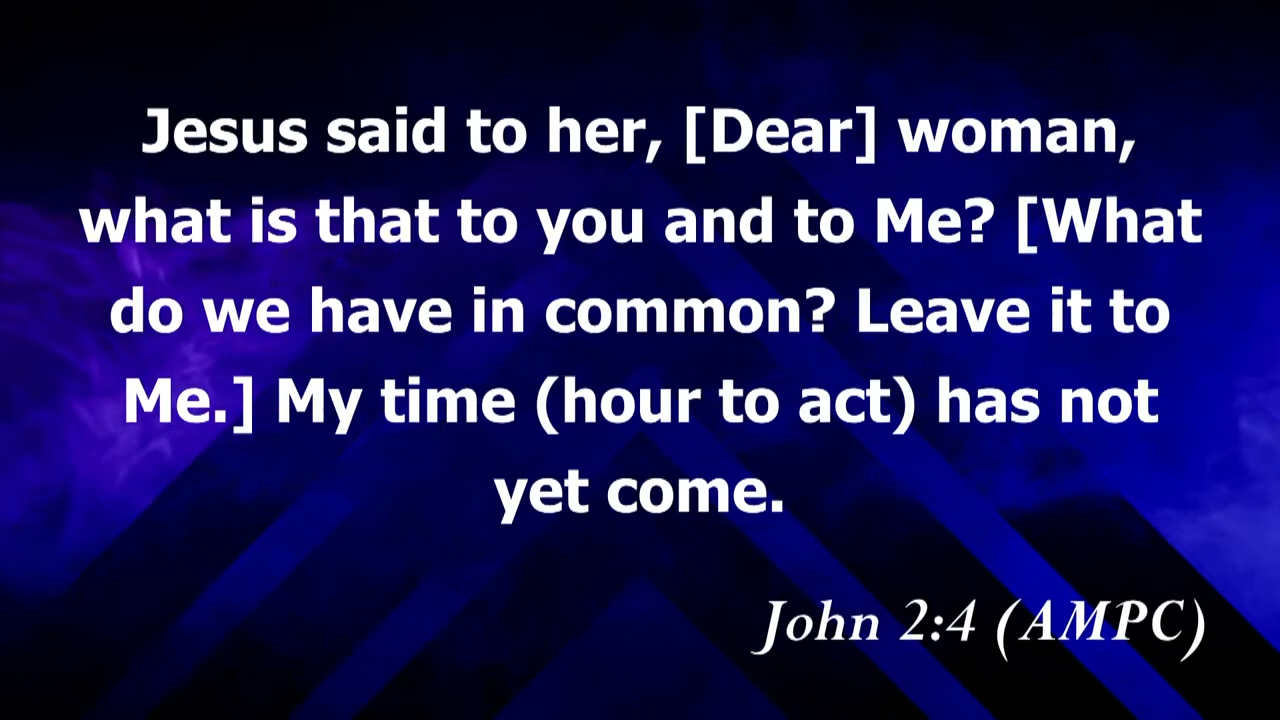 Jesus said to her, [Dear] woman,
what is that to you and to Me? [What
do we have in common? Leave it to
Me.] My time (hour to act) has not
yet come.
John 2:4 (AMPC)